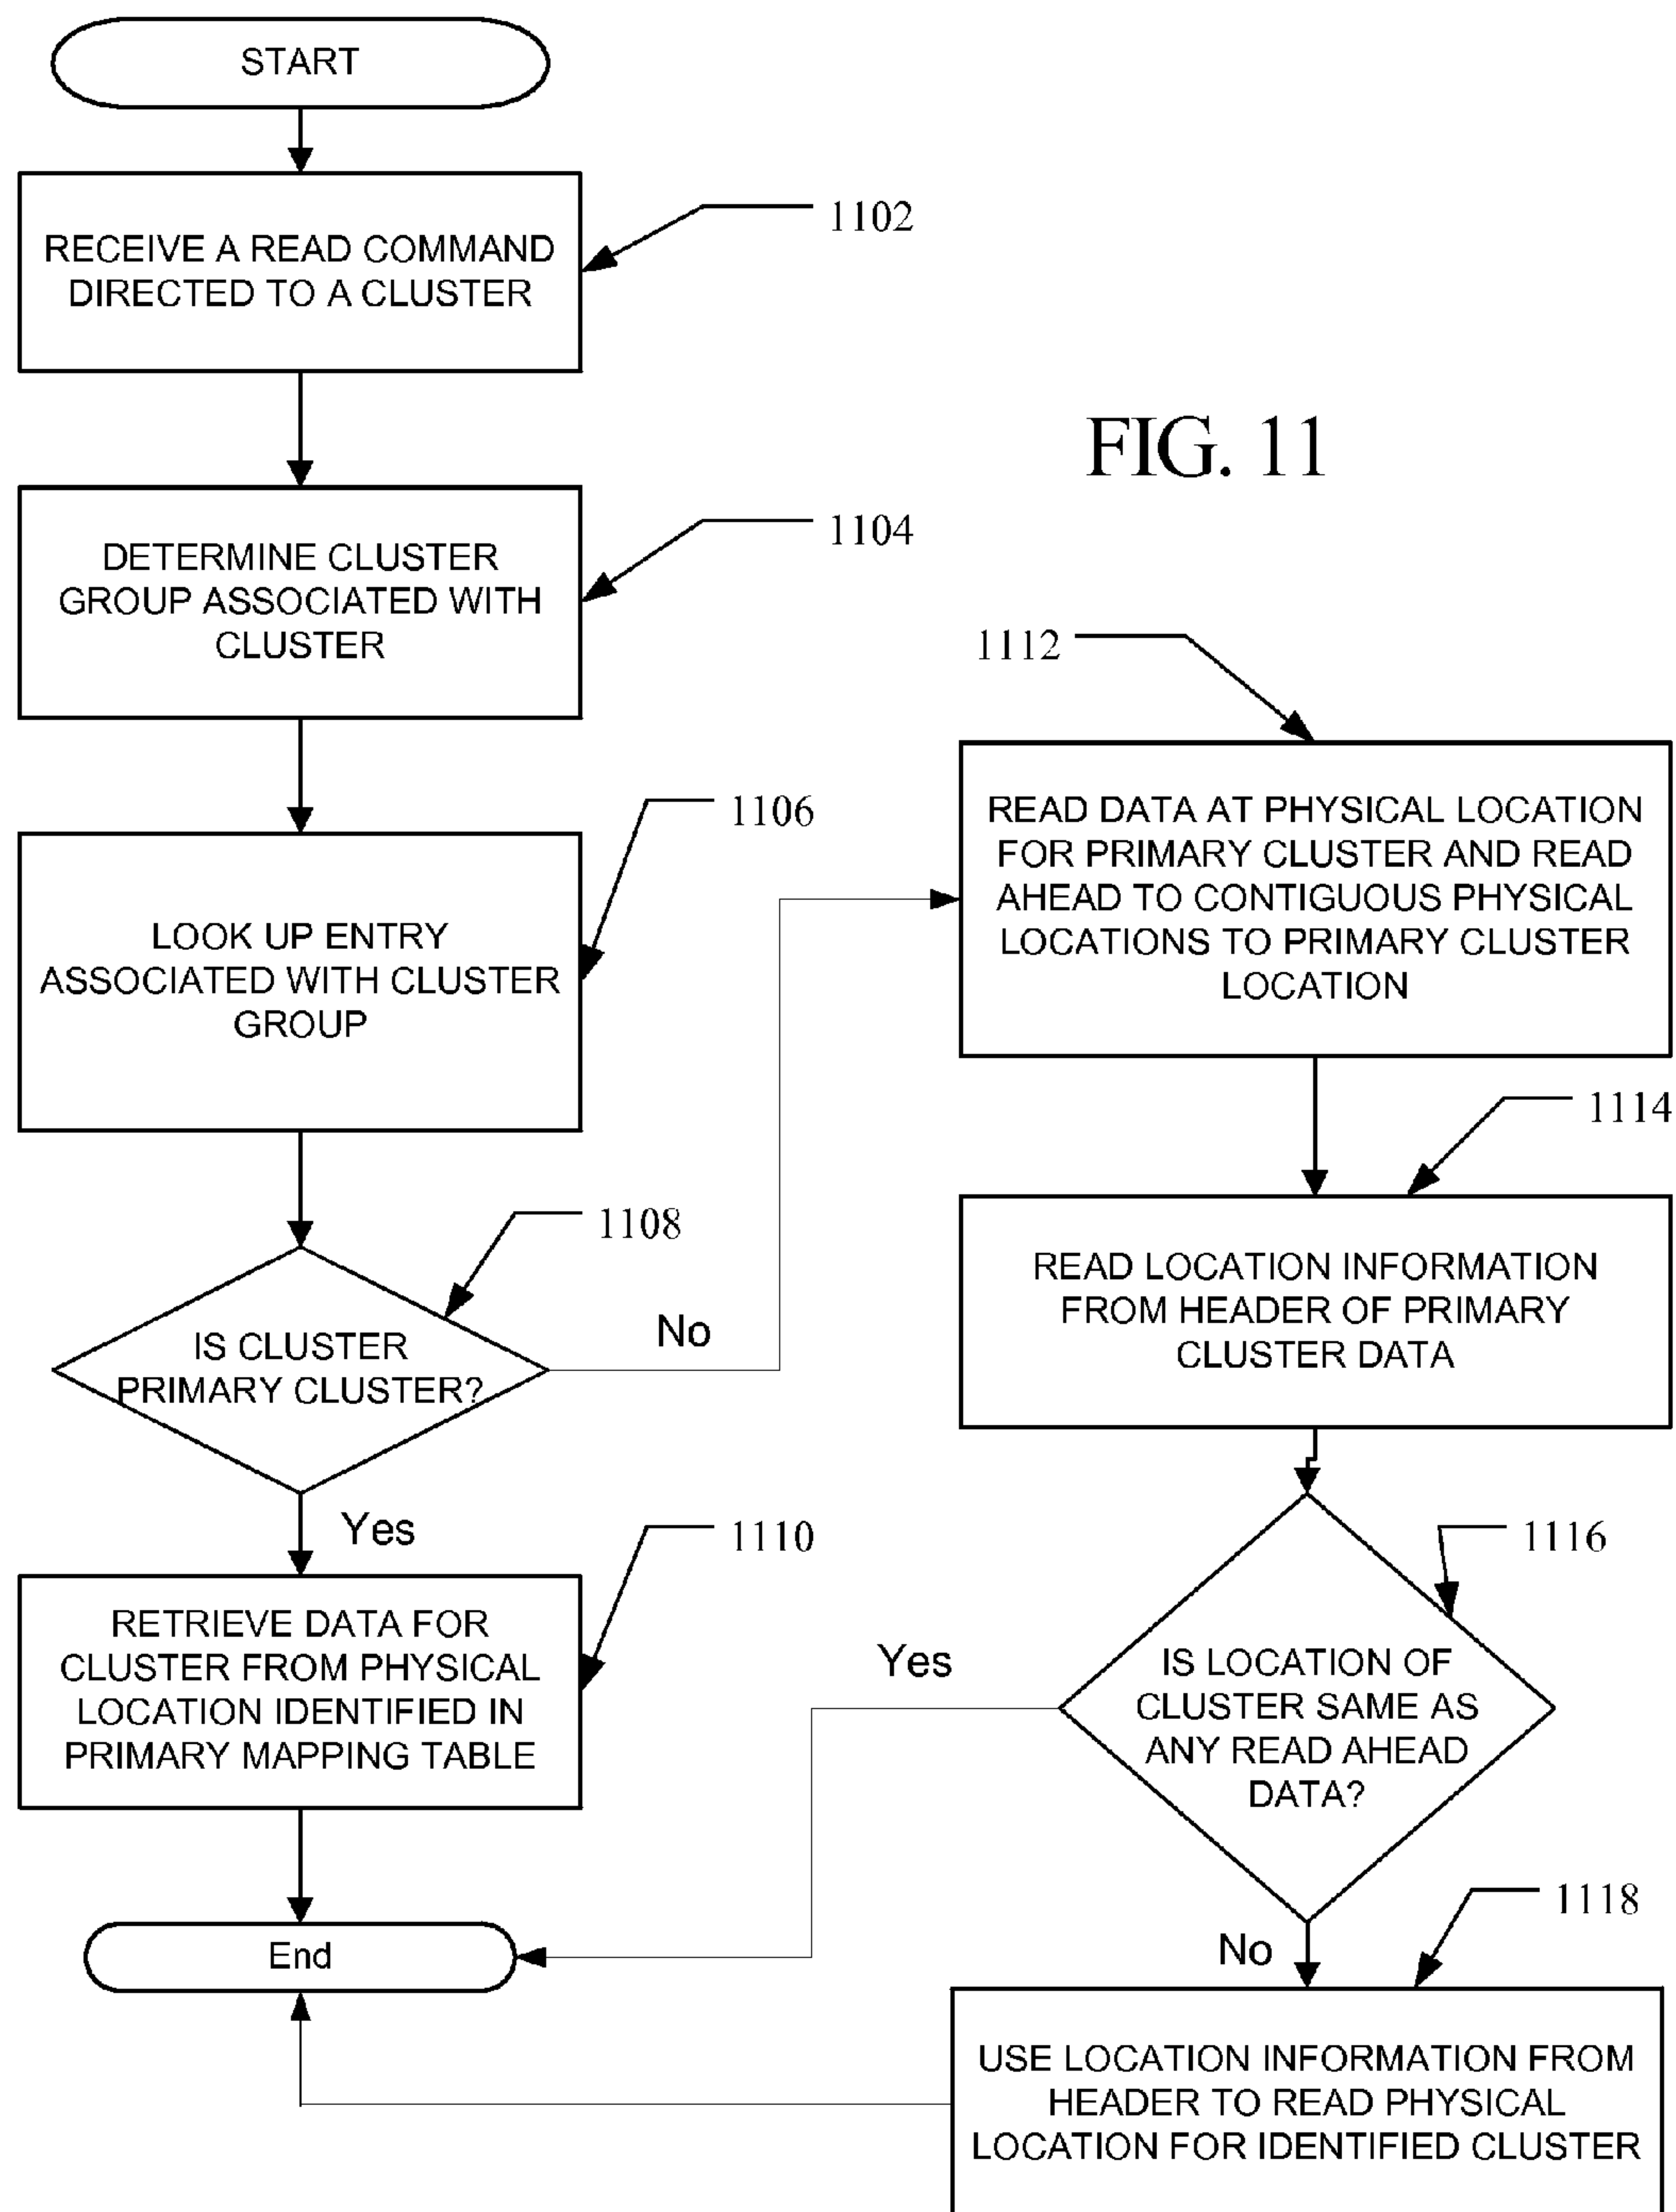 START
RECEIVE A READ COMMAND
DIRECTED TO A CLUSTER
1102
FIG. 11
DETERMINE CLUSTER
GROUP ASSOCIATED WITH
CLUSTER
1104
LOOK UP ENTRY
ASSOCIATED WITH CLUSTER
GROUP
1106
IS CLUSTER
PRIMARY CLUSTER?
1108
No
Yes
RETRIEVE DATA FOR
CLUSTER FROM PHYSICAL
LOCATION IDENTIFIED IN
PRIMARY MAPPING TABLE
1110
End
1112
READ DATA AT PHYSICAL LOCATION
FOR PRIMARY CLUSTER AND READ
AHEAD TO CONTIGUOUS PHYSICAL
LOCATIONS TO PRIMARY CLUSTER
LOCATION
1114
READ LOCATION INFORMATION
FROM HEADER OF PRIMARY
CLUSTER DATA
1116
IS LOCATION OF
CLUSTER SAME AS
ANY READ AHEAD
DATA?
Yes
No
1118
USE LOCATION INFORMATION FROM
HEADER TO READ PHYSICAL
LOCATION FOR IDENTIFIED CLUSTER